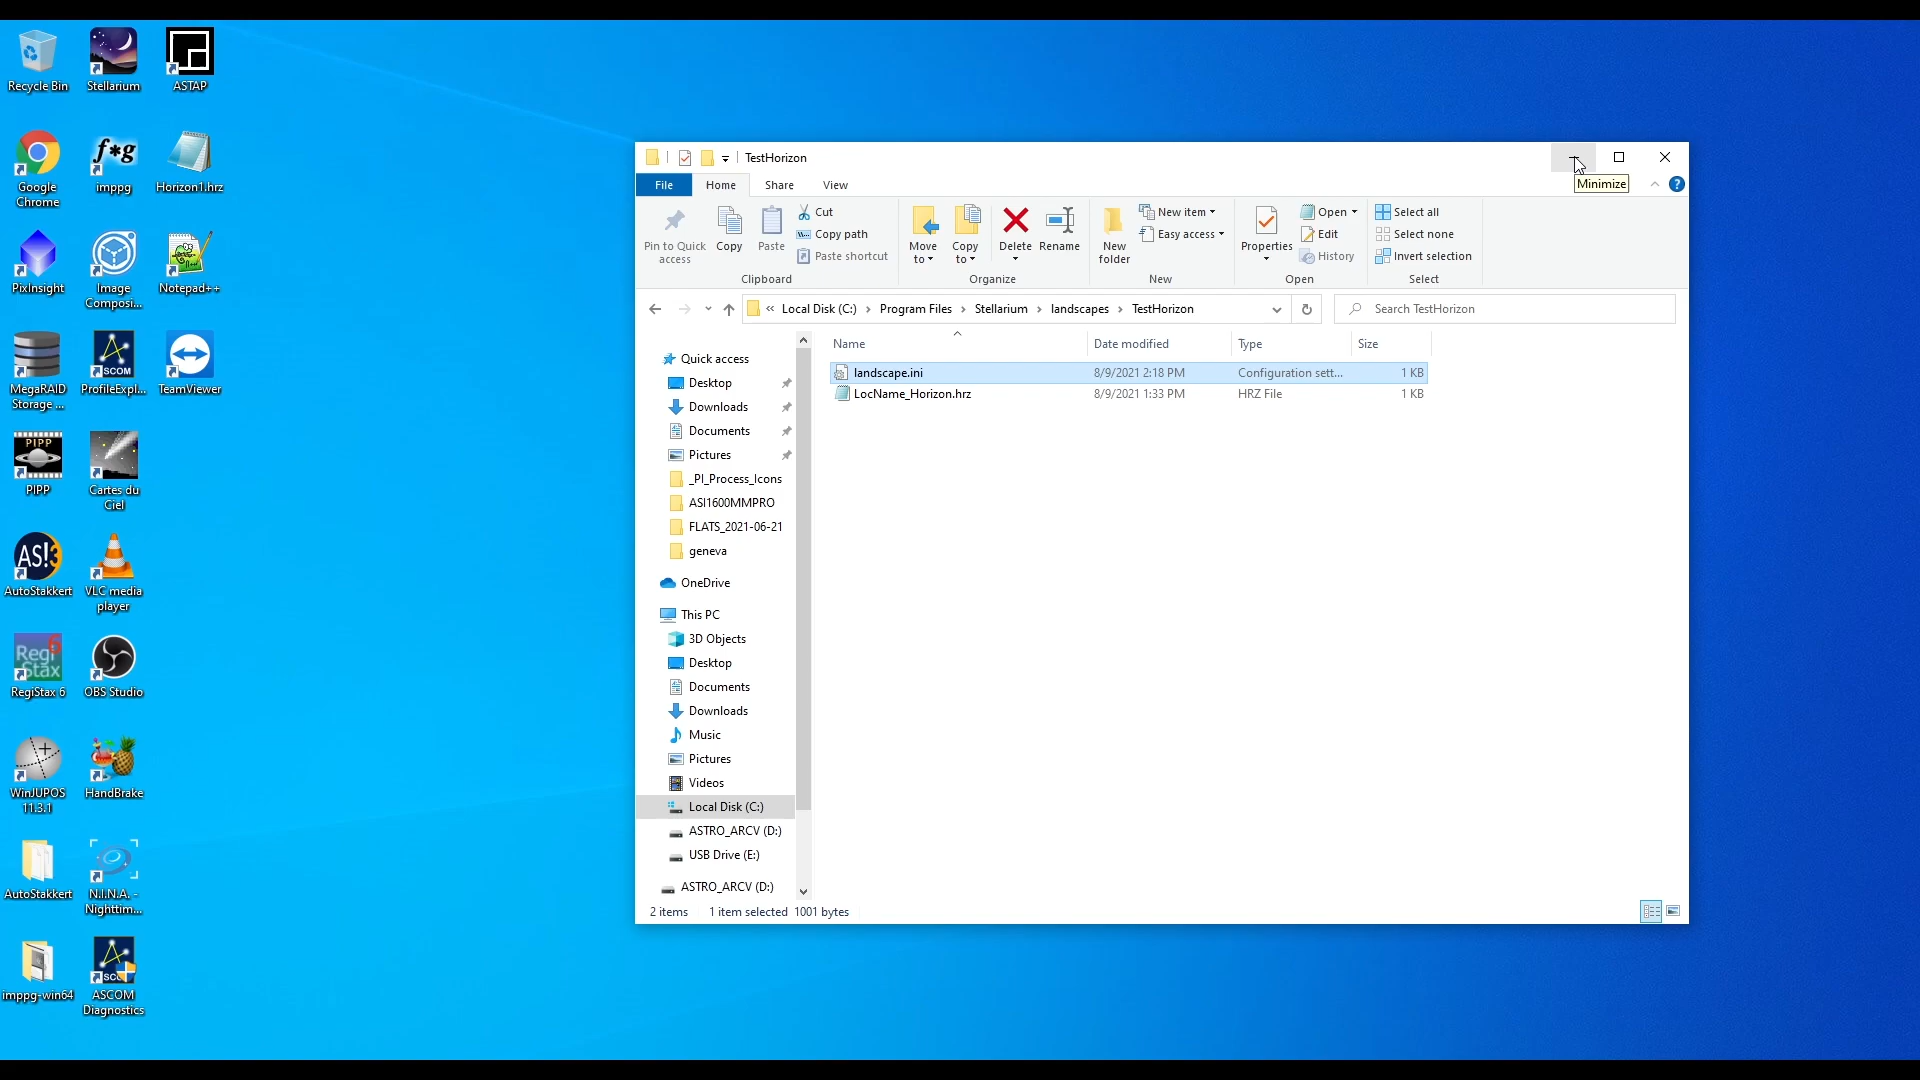 Recycle Bin
Stellarium
ASTAP
Google
Chrome
f*g
imppg
Horizon1.hrz
PixInsight
Image
Composi...
Notepad++
MegaRAID
Storage ...
SCOM
ProfileExpl...
TeamViewer
PIPP
PIPP
Cartes du
Ciel
AS!3
AutoStakkert
VLC media
player
Regi 6
Stax
RegiStax 6
OBS Studio
WinJUPOS
11.3.1
HandBrake
AutoStakkert
N.I.N.A. -
Nighttim...
imppg-win64
ASCOM
Diagnostics
TestHorizon
Minimize
File
Home
Share
View
Pin to Quick
access
Copy
Paste
Cut
Copy path
Paste shortcut
Clipboard
Move
to
Copy
to
Delete
Rename
Organize
New
folder
New item
Easy access
New
Properties
Open
Edit
History
Open
Select all
Select none
Invert selection
Select
« Local Disk (C:) › Program Files › Stellarium › landscapes › TestHorizon
Search TestHorizon
Name
Date modified
Type
Size
landscape.ini 8/9/2021 2:18 PM Configuration sett... 1 KB
LocName_Horizon.hrz 8/9/2021 1:33 PM HRZ File 1 KB
Quick access
Desktop
Downloads
Documents
Pictures
_PI_Process_Icons
ASI1600MMPRO
FLATS_2021-06-21
geneva
OneDrive
This PC
3D Objects
Desktop
Documents
Downloads
Music
Pictures
Videos
Local Disk (C:)
ASTRO_ARCV (D:)
USB Drive (E:)
ASTRO_ARCV (D:)
2 items 1 item selected 1001 bytes